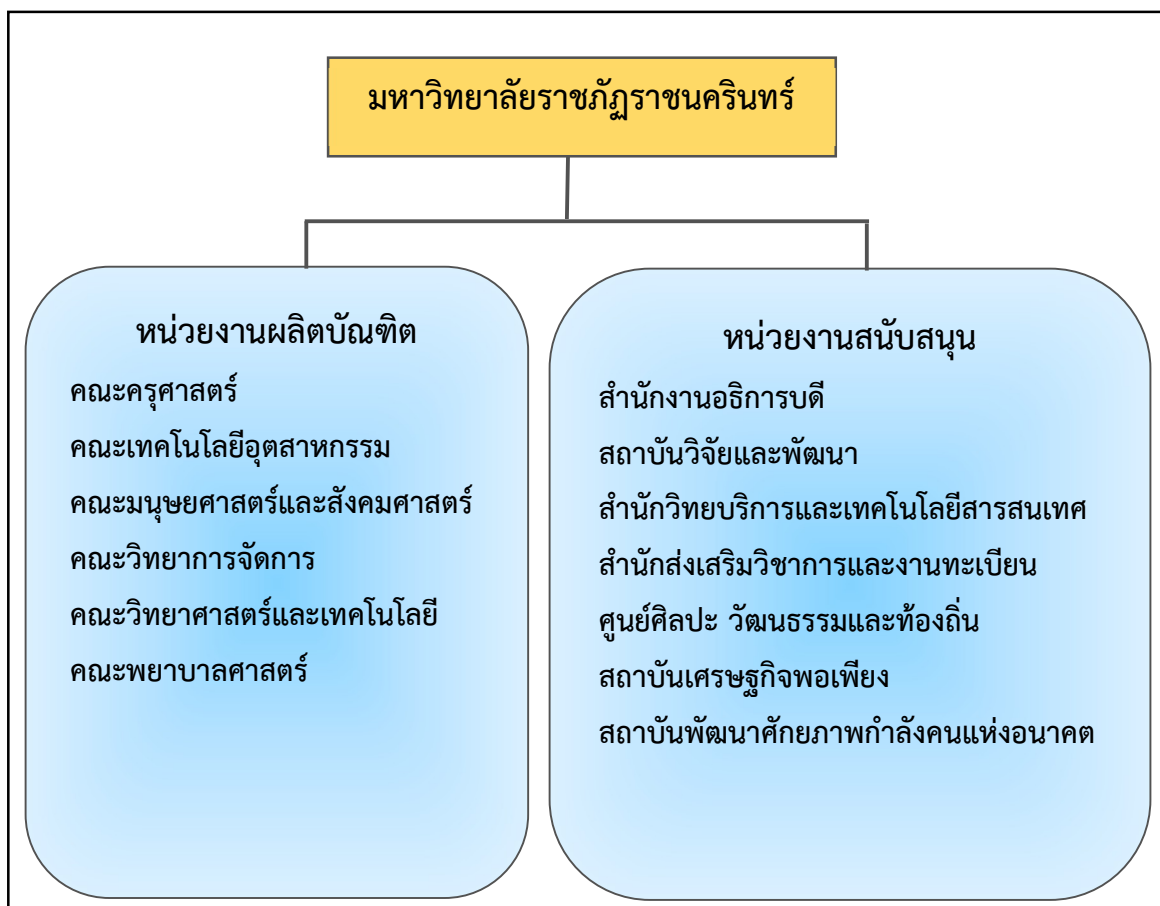 มหาวิทยาลัยราชภัฏราชนครินทร์
หน่วยงานผลิตบัณฑิต
คณะครุศาสตร์
คณะเทคโนโลยีอุตสาหกรรม
คณะมนุษยศาสตร์และสังคมศาสตร์
คณะวิทยาการจัดการ
คณะวิทยาศาสตร์และเทคโนโลยี
คณะพยาบาลศาสตร์
หน่วยงานสนับสนุน
สำนักงานอธิการบดี
สถาบันวิจัยและพัฒนา
สำนักวิทยบริการและเทคโนโลยีสารสนเทศ
สำนักส่งเสริมวิชาการและงานทะเบียน
ศูนย์ศิลปะ วัฒนธรรมและท้องถิ่น
สถาบันเศรษฐกิจพอเพียง
สถาบันพัฒนาศักยภาพกำลังคนแห่งอนาคต